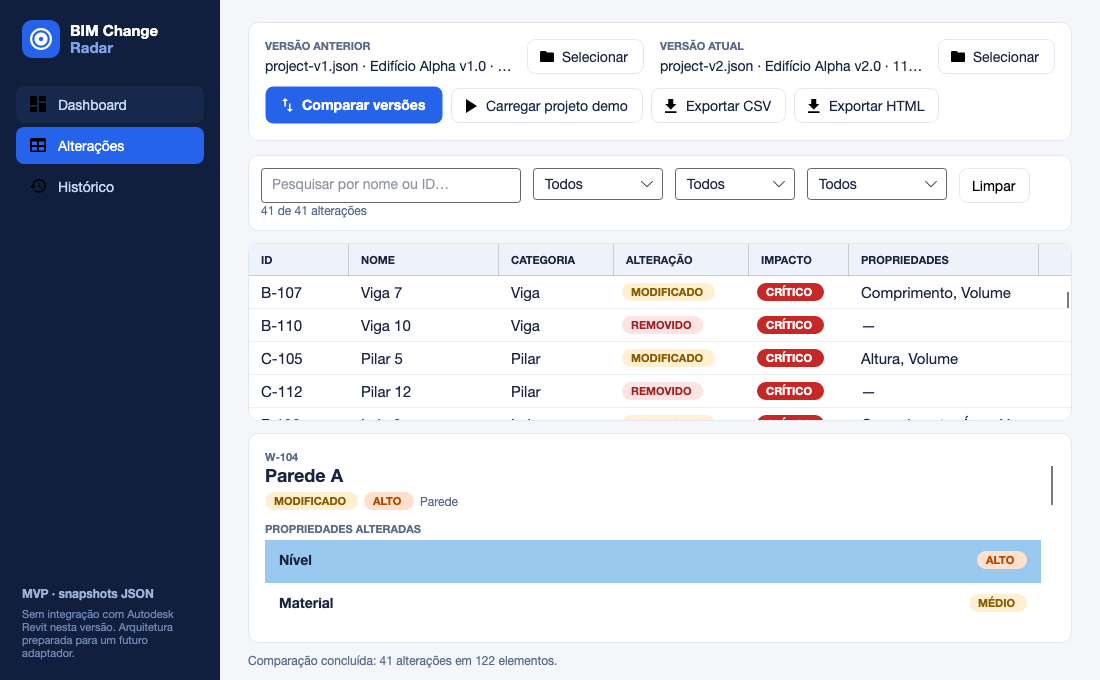 BIM Change
Radar
Dashboard
Alterações
Histórico
MVP · snapshots JSON
Sem integração com Autodesk
Revit nesta versão. Arquitetura
preparada para um futuro
adaptador.
VERSÃO ANTERIOR
project-v1.json · Edifício Alpha v1.0 · ...
Selecionar
VERSÃO ATUAL
project-v2.json · Edifício Alpha v2.0 · 11...
Selecionar
Comparar versões
Carregar projeto demo
Exportar CSV
Exportar HTML
Pesquisar por nome ou ID...
Todos
Todos
Todos
Limpar
41 de 41 alterações
ID NOME CATEGORIA ALTERAÇÃO IMPACTO PROPRIEDADES
B-107 Viga 7 Viga MODIFICADO CRÍTICO Comprimento, Volume
B-110 Viga 10 Viga REMOVIDO CRÍTICO —
C-105 Pilar 5 Pilar MODIFICADO CRÍTICO Altura, Volume
C-112 Pilar 12 Pilar REMOVIDO CRÍTICO —
W-104
Parede A
MODIFICADO ALTO Parede
PROPRIEDADES ALTERADAS
Nível ALTO
Material MÉDIO
Comparação concluída: 41 alterações em 122 elementos.